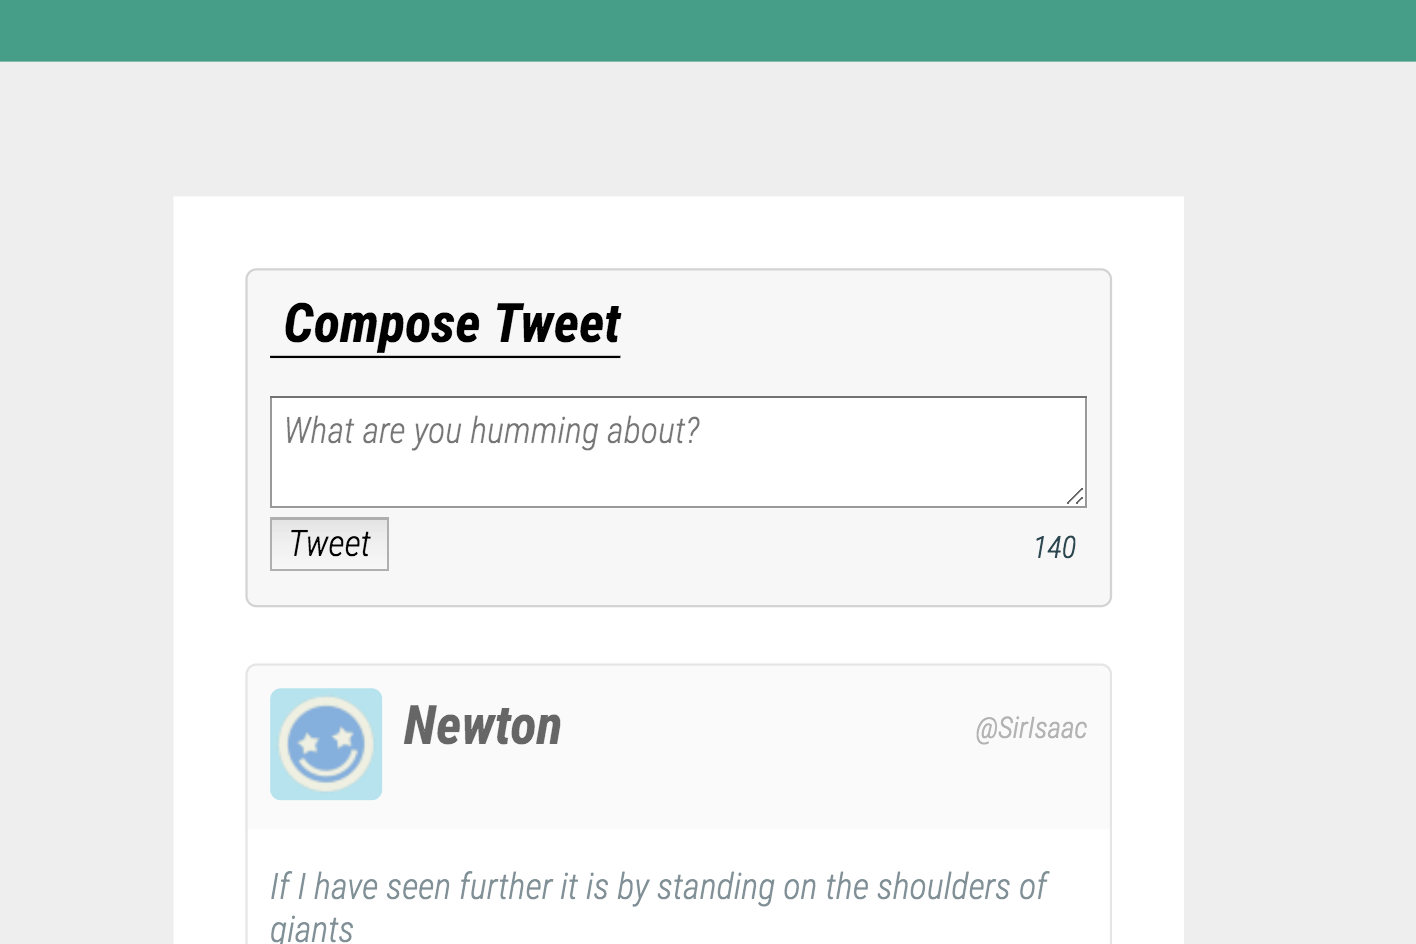 Compose Tweet
What are you humming about?
Tweet
140
Newton
@SirIsaac
If I have seen further it is by standing on the shoulders of
giants